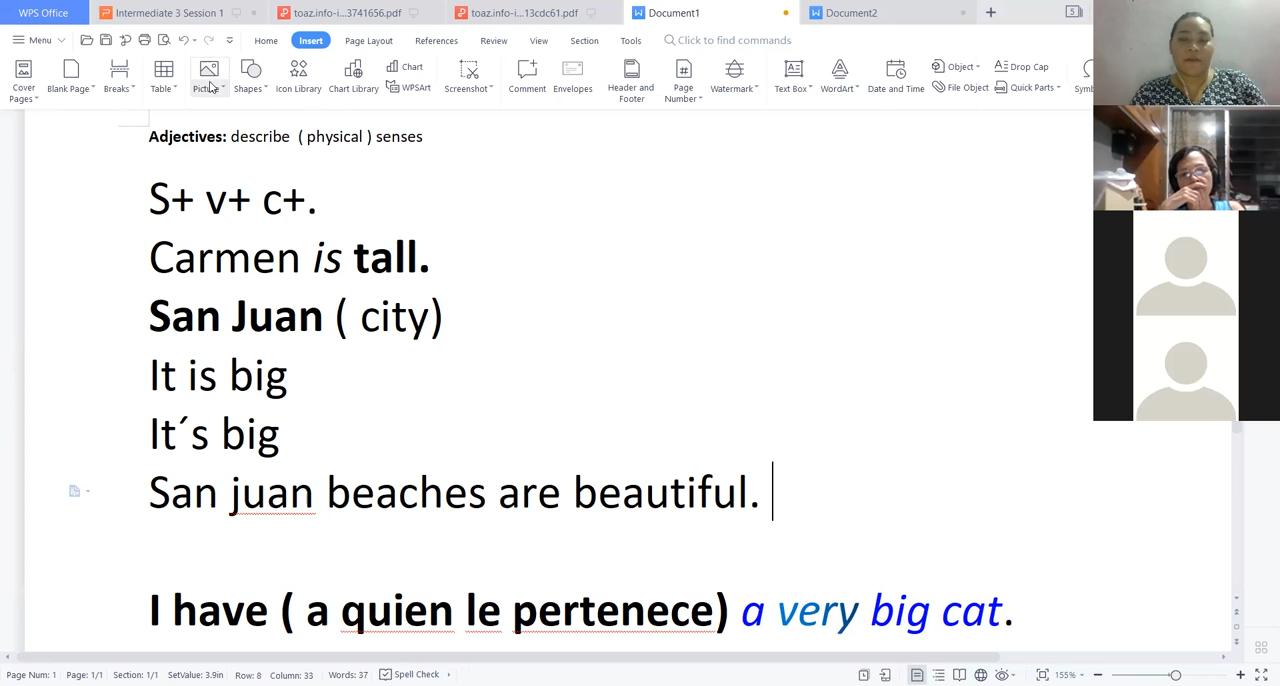 WPS Office Intermediate 3 Session 1 toaz.info-i...3741656.pdf toaz.info-i...13cdc61.pdf Document1 Document2 + 5
Menu Home Insert Page Layout References Review View Section Tools Click to find commands
Cover Pages Blank Page Breaks Table Picture Shapes Icon Library Chart Library Chart WPSArt Screenshot Comment Envelopes Header and Footer Page Number Watermark Text Box WordArt Date and Time Object File Object Drop Cap Quick Parts
Adjectives: describe ( physical ) senses
S+ v+ c+.
Carmen is tall.
San Juan ( city)
It is big
It´s big
San juan beaches are beautiful.
I have ( a quien le pertenece) a very big cat.
Page Num: 1 Page: 1/1 Section: 1/1 SetValue: 3.9in Row: 8 Column: 33 Words: 37 Spell Check 155%